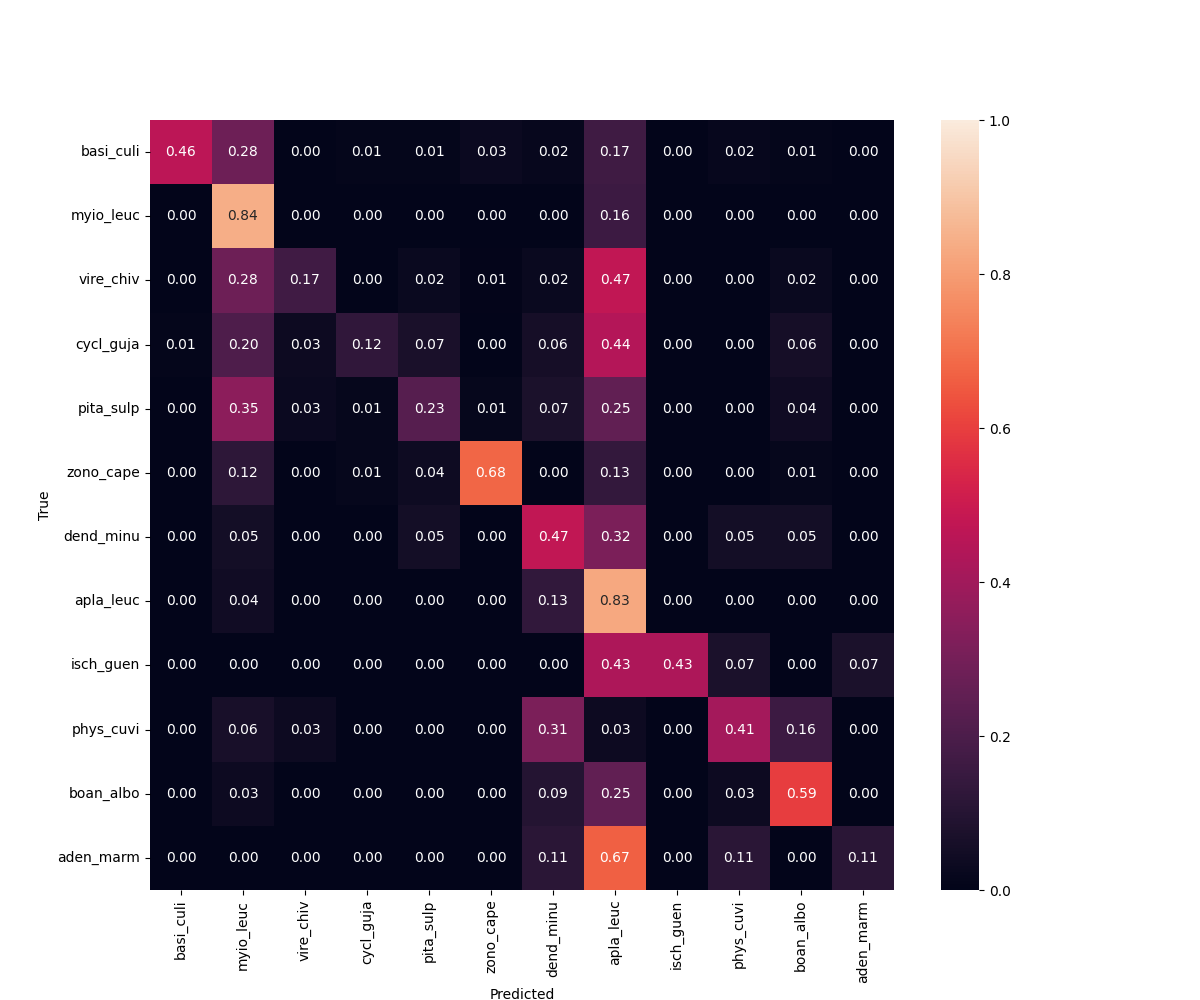 basi_culi 0.46 0.28 0.00 0.01 0.01 0.03 0.02 0.17 0.00 0.02 0.01 0.00
myio_leuc 0.00 0.84 0.00 0.00 0.00 0.00 0.00 0.16 0.00 0.00 0.00 0.00
vire_chiv 0.00 0.28 0.17 0.00 0.02 0.01 0.02 0.47 0.00 0.00 0.02 0.00
cycl_guja 0.01 0.20 0.03 0.12 0.07 0.00 0.06 0.44 0.00 0.00 0.06 0.00
pita_sulp 0.00 0.35 0.03 0.01 0.23 0.01 0.07 0.25 0.00 0.00 0.04 0.00
zono_cape 0.00 0.12 0.00 0.01 0.04 0.68 0.00 0.13 0.00 0.00 0.01 0.00
dend_minu 0.00 0.05 0.00 0.00 0.05 0.00 0.47 0.32 0.00 0.05 0.05 0.00
apla_leuc 0.00 0.04 0.00 0.00 0.00 0.00 0.13 0.83 0.00 0.00 0.00 0.00
isch_guen 0.00 0.00 0.00 0.00 0.00 0.00 0.00 0.43 0.43 0.07 0.00 0.07
phys_cuvi 0.00 0.06 0.03 0.00 0.00 0.00 0.31 0.03 0.00 0.41 0.16 0.00
boan_albo 0.00 0.03 0.00 0.00 0.00 0.00 0.09 0.25 0.00 0.03 0.59 0.00
aden_marm 0.00 0.00 0.00 0.00 0.00 0.00 0.11 0.67 0.00 0.11 0.00 0.11
basi_culi myio_leuc vire_chiv cycl_guja pita_sulp zono_cape dend_minu apla_leuc isch_guen phys_cuvi boan_albo aden_marm
Predicted
True
1.0
0.8
0.6
0.4
0.2
0.0